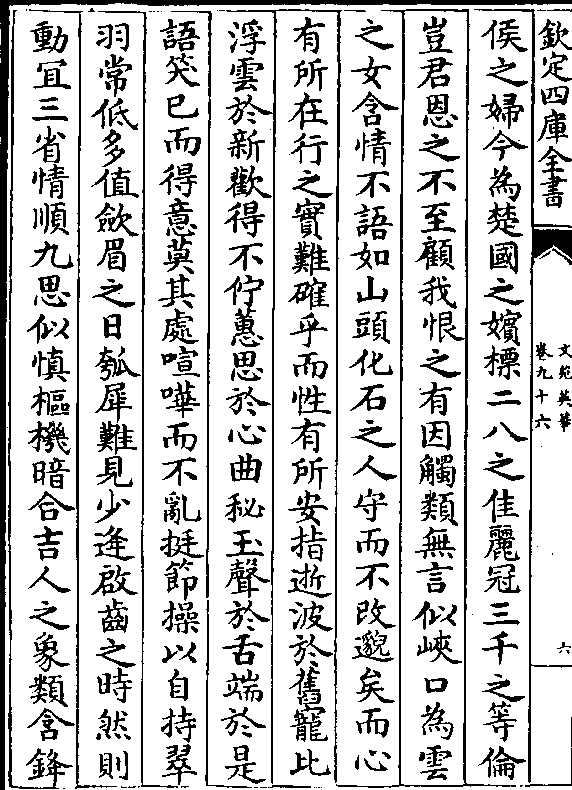 欽定四庫全書
文苑英華
卷九十六
六
侯之婦今為楚國之嬪標二八之佳麗冠三千之等倫
豈君恩之不至顧我恨之有因觸類無言似峽口為雲
之女含情不語如山頭化石之人守而不改邈矣而心
有所在行之實難確乎而性有所安指逝波於舊寵比
浮雲於新歡得不佇蕙思於心曲秘玉聲於舌端於是
語笑已而得意莫其處喧嘩而不亂挺節操以自持翠
羽常低多值斂眉之日瓠犀難見少逢啟齒之時然則
動冝三省情順九思似慎樞機暗合吉人之象類含鋒